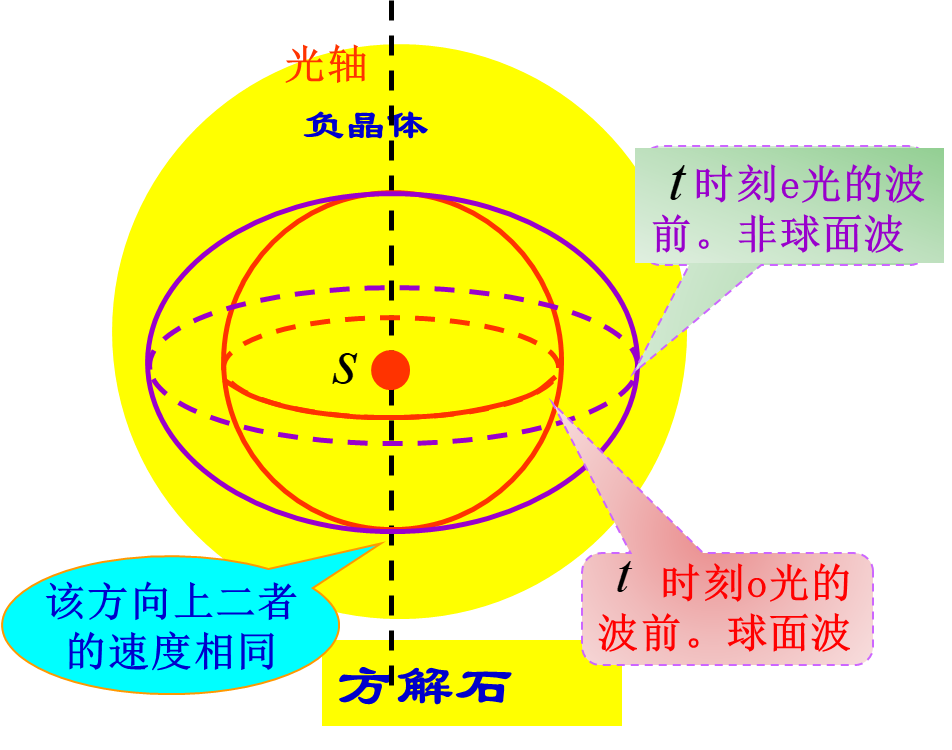 光轴
负晶体
t时刻e光的波
前。非球面波
S
该方向上二者
的速度相同
t 时刻o光的
波前。球面波
方解石